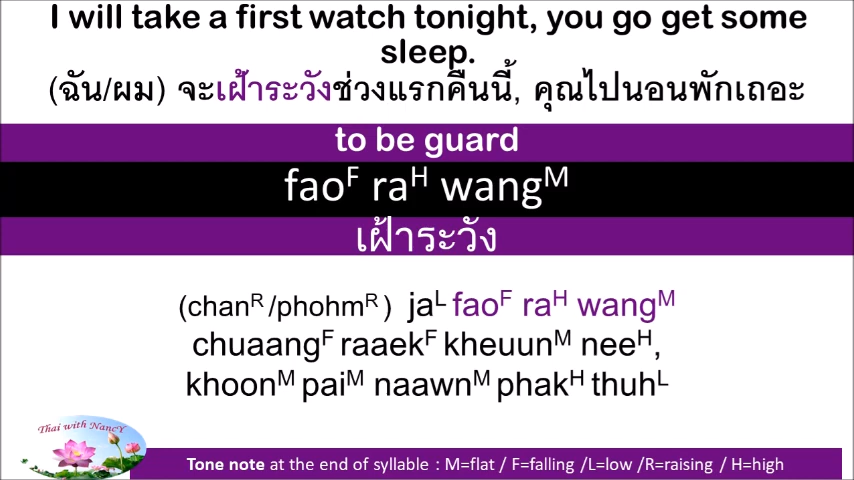 I will take a first watch tonight, you go get some
sleep.
(ฉัน/ผม) จะเฝ้าระวังช่วงแรกคืนนี้, คุณไปนอนพักเถอะ
to be guard
faoF raH wangM
เฝ้าระวัง
(chanR /phohmR ) jaL faoF raH wangM
chuaangF raaekF kheuunM neeH,
khoonM paiM naawnM phakH thuhL
Thai with NancY
Tone note at the end of syllable : M=flat / F=falling /L=low /R=raising / H=high